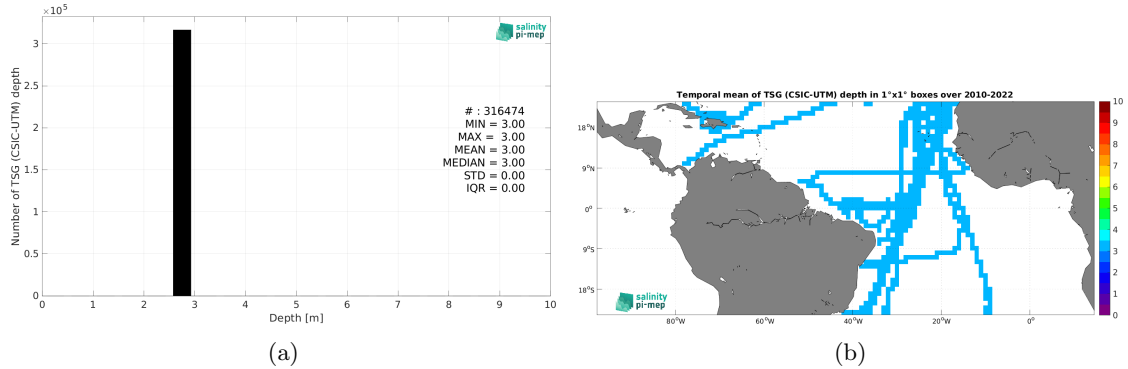 ×10⁵
3
2.5
2
1.5
1
0.5
0
Number of TSG (CSIC-UTM) depth
0 1 2 3 4 5 6 7 8 9 10
Depth [m]
salinity
pi-mep
# : 316474
MIN = 3.00
MAX = 3.00
MEAN = 3.00
MEDIAN = 3.00
STD = 0.00
IQR = 0.00
(a)
Temporal mean of TSG (CSIC-UTM) depth in 1°x1° boxes over 2010-2022
18°N
9°N
0°
9°S
18°S
80°W 60°W 40°W 20°W 0°
salinity
pi-mep
10
9
8
7
6
5
4
3
2
1
0
(b)